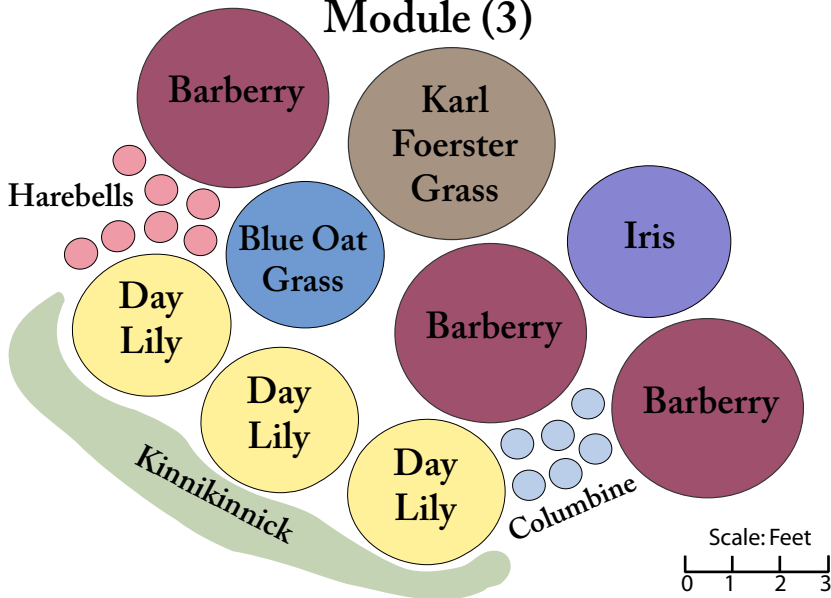 Module (3)
Barberry
Karl
Foerster
Grass
Harebells
Blue Oat
Grass
Iris
Day
Lily
Barberry
Day
Lily
Barberry
Day
Lily
Kinnikinnick
Columbine
Scale: Feet
0 1 2 3